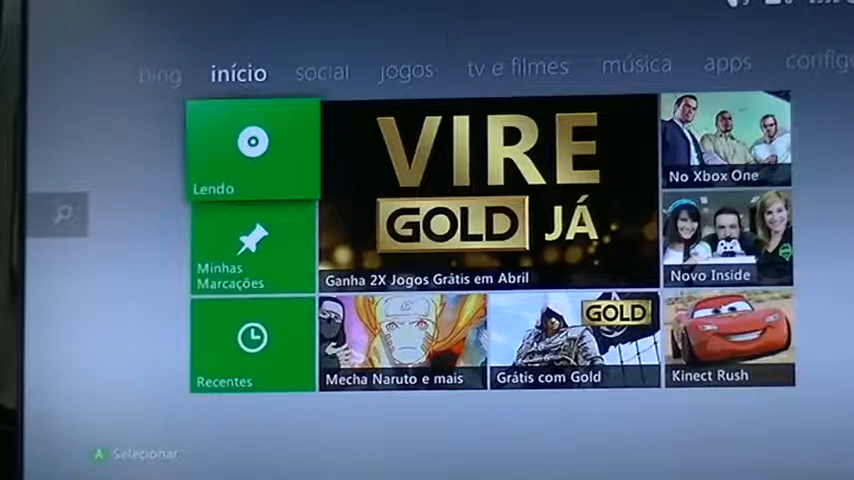 bing início social jogos tv e filmes música apps
Lendo
VIRE
GOLD JÁ
Ganha 2X Jogos Grátis em Abril
No Xbox One
Minhas
Marcações
Novo Inside
Recentes
Mecha Naruto e mais
GOLD
Grátis com Gold
Kinect Rush
A Selecionar